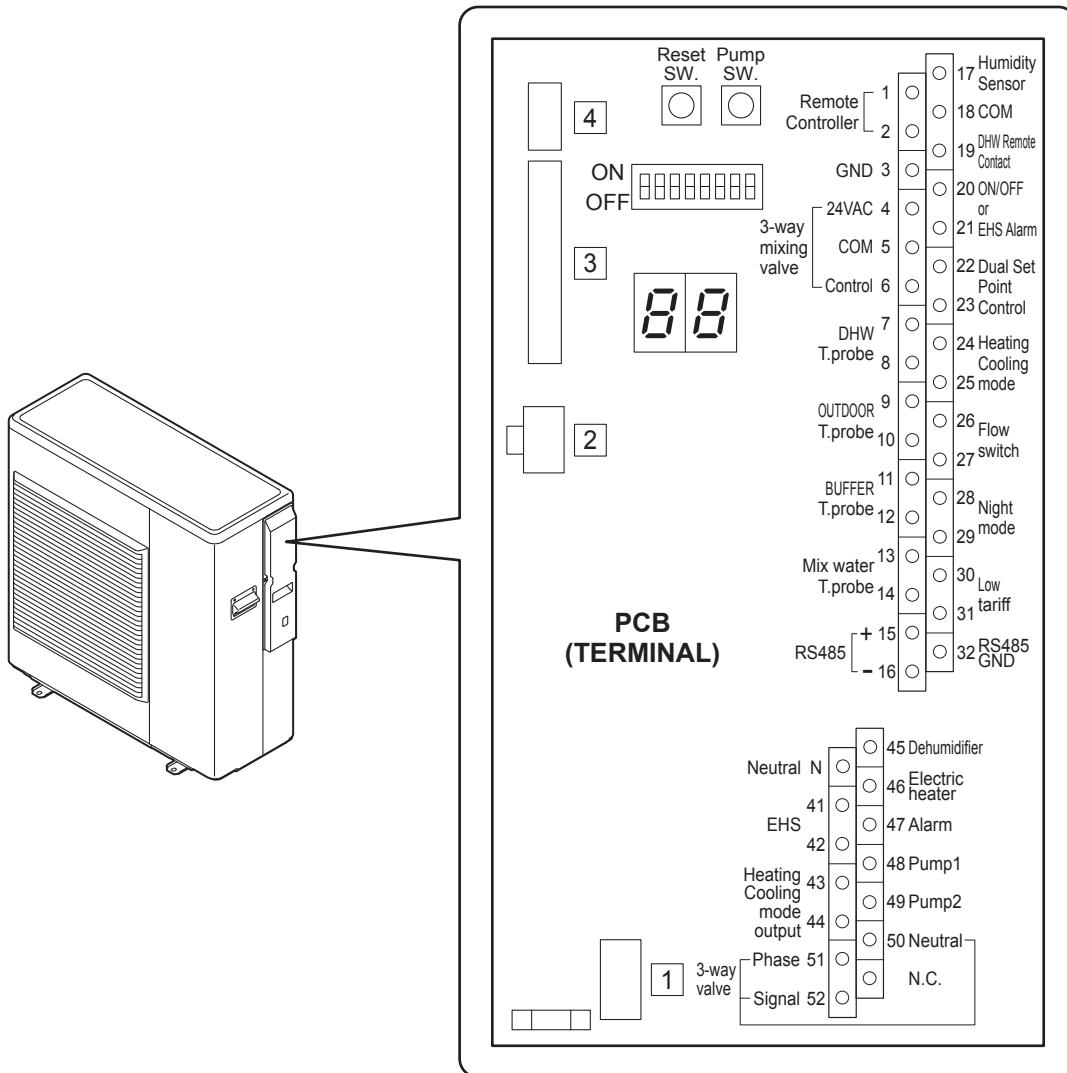 Reset Pump
SW. SW.
4
ON
OFF
3
88
2
PCB
(TERMINAL)
1
Remote
Controller
1
2
GND 3
3-way
mixing
valve
24VAC 4
COM 5
Control 6
DHW
T.probe
7
8
OUTDOOR
T.probe
9
10
BUFFER
T.probe
11
12
Mix water
T.probe
13
14
RS485
+ 15
- 16
17 Humidity
Sensor
18 COM
19 DHW Remote
Contact
20 ON/OFF
or
21 EHS Alarm
22 Dual Set
Point
23 Control
24 Heating
Cooling
25 mode
26 Flow
switch
27
28 Night
mode
29
30 Low
tariff
31
32 RS485
GND
Neutral N
EHS
41
42
Heating
Cooling
mode
output
43
44
3-way
valve
Phase 51
Signal 52
45 Dehumidifier
46 Electric
heater
47 Alarm
48 Pump1
49 Pump2
50 Neutral
N.C.